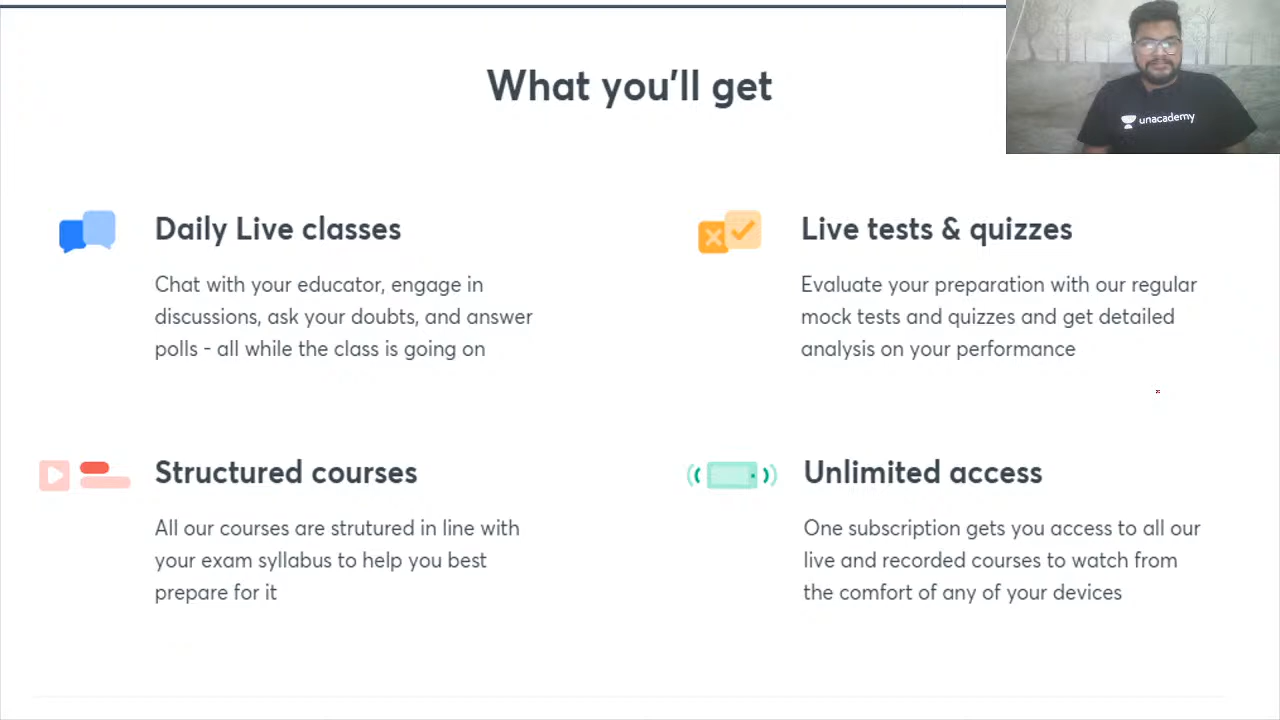 What you'll get
unacademy
Daily Live classes
Chat with your educator, engage in
discussions, ask your doubts, and answer
polls - all while the class is going on
Live tests & quizzes
Evaluate your preparation with our regular
mock tests and quizzes and get detailed
analysis on your performance
Structured courses
All our courses are strutured in line with
your exam syllabus to help you best
prepare for it
Unlimited access
One subscription gets you access to all our
live and recorded courses to watch from
the comfort of any of your devices